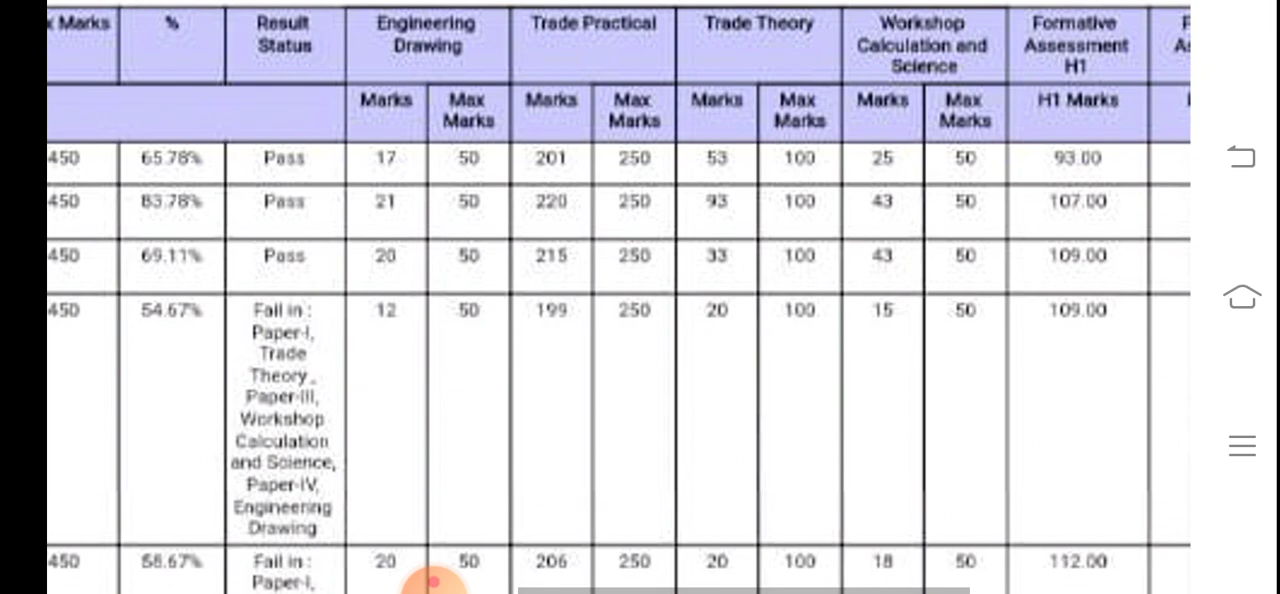 x Marks % Result Status Engineering Drawing Trade Practical Trade Theory Workshop Calculation and Science Formative Assessment H1
Marks Max Marks Marks Max Marks Marks Max Marks Marks Max Marks H1 Marks
450 65.78% Pass 17 50 201 250 53 100 25 50 93.00
450 83.78% Pass 21 50 220 250 93 100 43 50 107.00
450 69.11% Pass 20 50 215 250 33 100 43 50 109.00
450 54.67% Fail in : 12 50 199 250 20 100 15 50 109.00
Paper-I,
Trade
Theory ,
Paper-III,
Workshop
Calculation
and Science,
Paper-IV,
Engineering
Drawing
450 58.67% Fail in : 20 50 206 250 20 100 18 50 112.00
Paper-I,